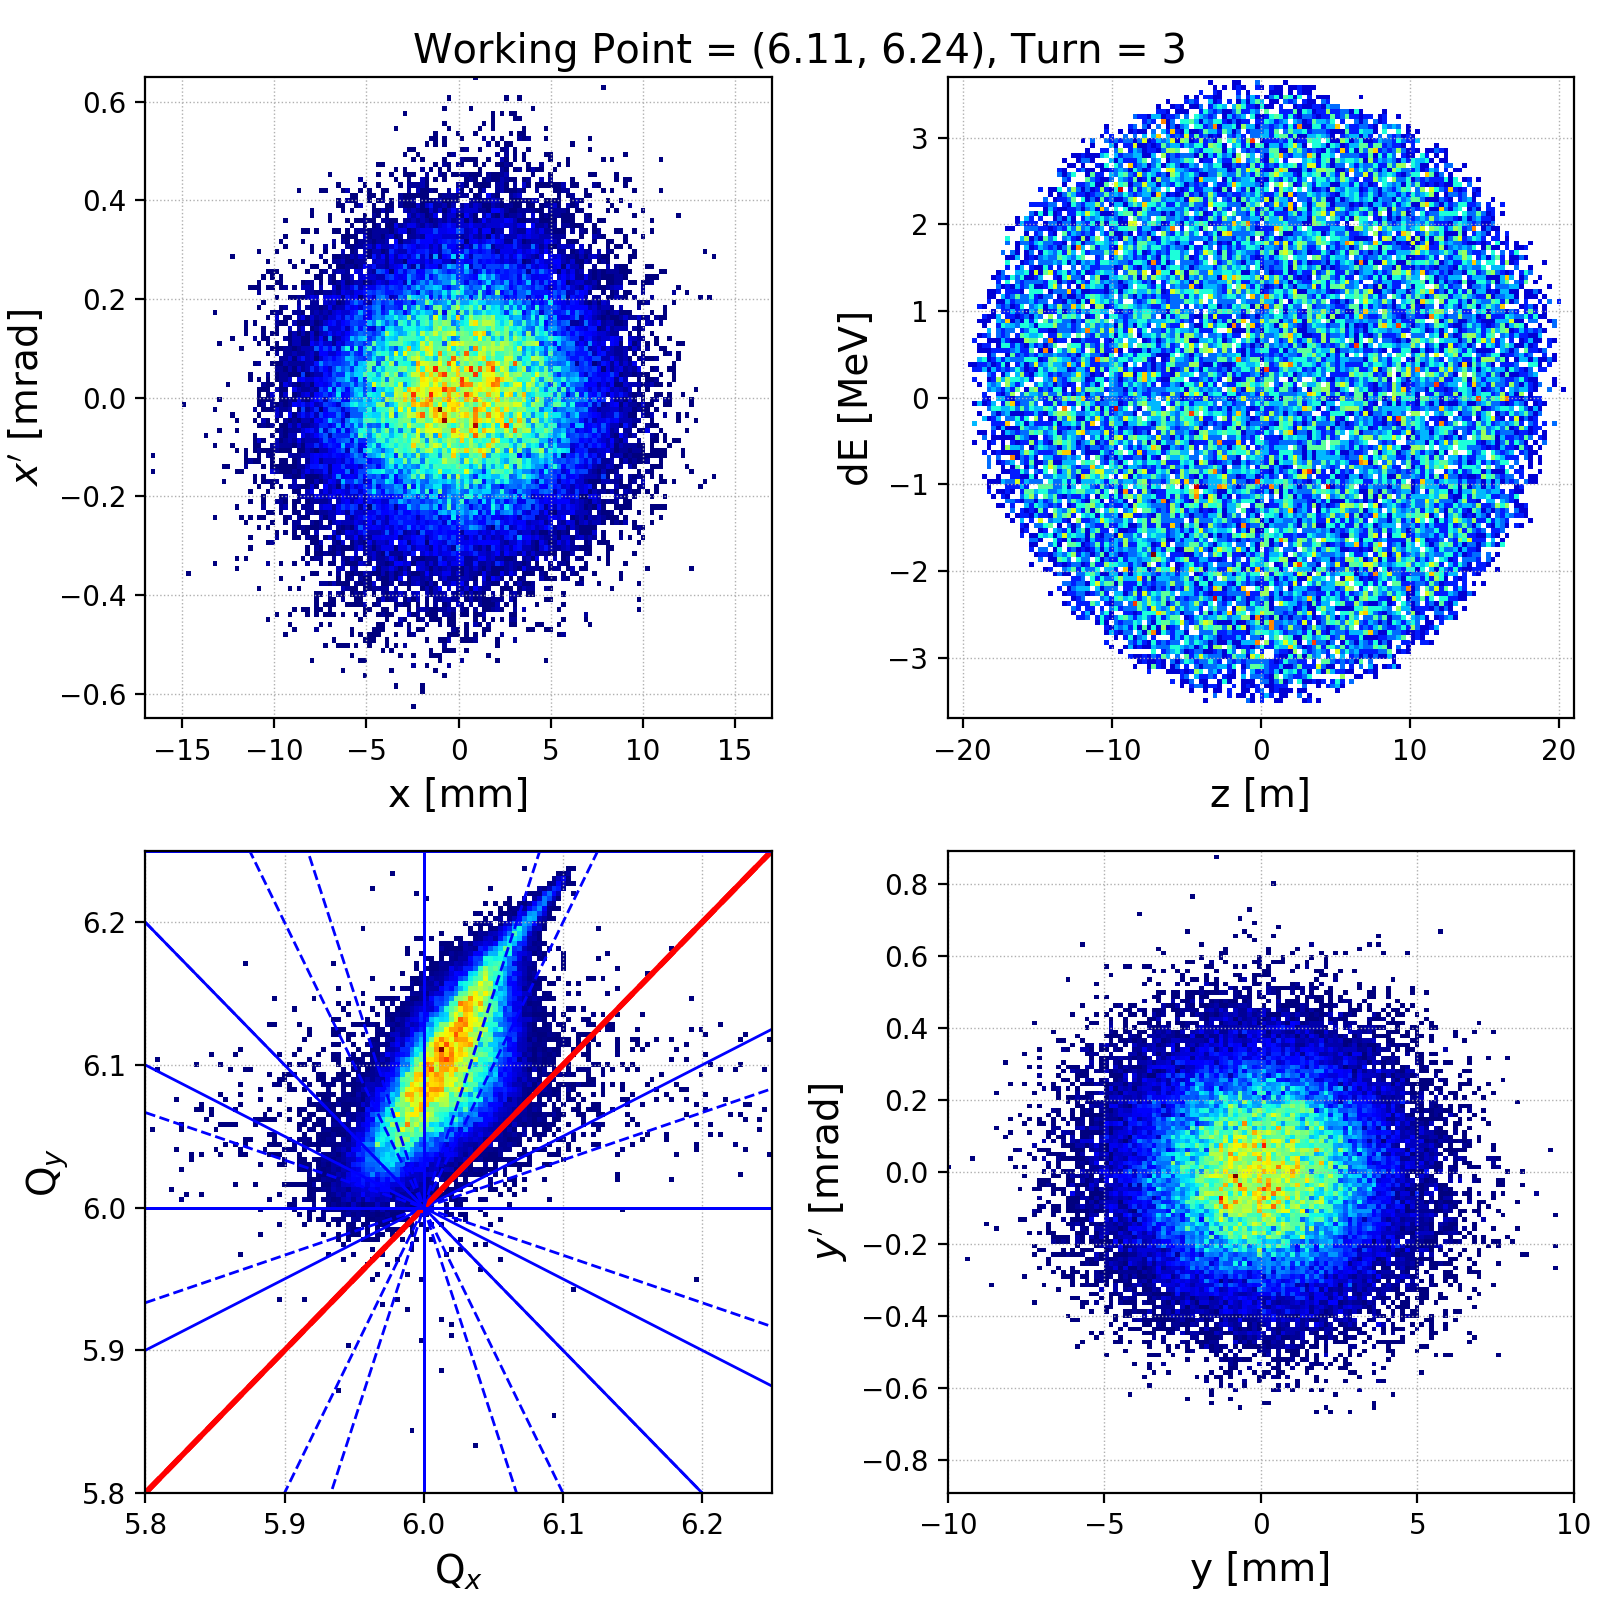 Working Point = (6.11, 6.24), Turn = 3
0.6
0.4
0.2
0.0
−0.2
−0.4
−0.6
x′ [mrad]
−15 −10 −5 0 5 10 15
x [mm]
3
2
1
0
−1
−2
−3
dE [MeV]
−20 −10 0 10 20
z [m]
6.2
6.1
6.0
5.9
5.8
Qy
5.8 5.9 6.0 6.1 6.2
Qx
0.8
0.6
0.4
0.2
0.0
−0.2
−0.4
−0.6
−0.8
y′ [mrad]
−10 −5 0 5 10
y [mm]